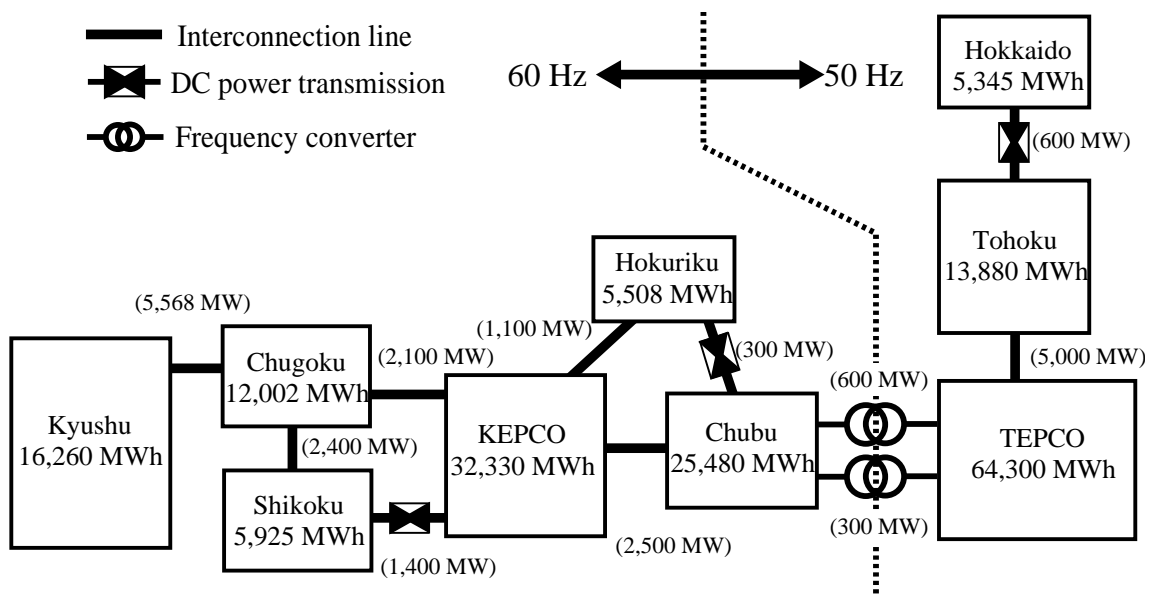 Interconnection line
DC power transmission
Frequency converter
60 Hz
50 Hz
Hokkaido
5,345 MWh
(600 MW)
Tohoku
13,880 MWh
(5,000 MW)
Hokuriku
5,508 MWh
(1,100 MW)
(300 MW)
(5,568 MW)
Chugoku
12,002 MWh
(2,100 MW)
(600 MW)
Kyushu
16,260 MWh
(2,400 MW)
KEPCO
32,330 MWh
Chubu
25,480 MWh
TEPCO
64,300 MWh
Shikoku
5,925 MWh
(1,400 MW)
(2,500 MW)
(300 MW)